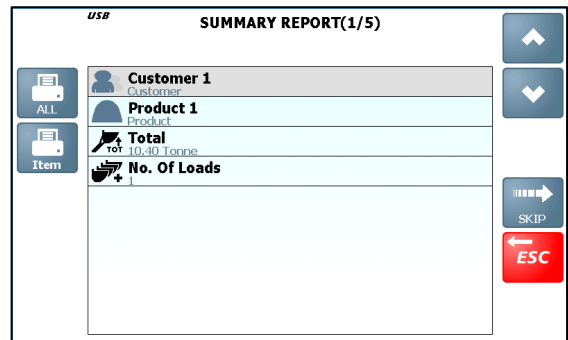 USB
SUMMARY REPORT(1/5)
ALL
Item
Customer 1
Customer
Product 1
Product
Total
TOT 10.40 Tonne
No. Of Loads
1
SKIP
ESC